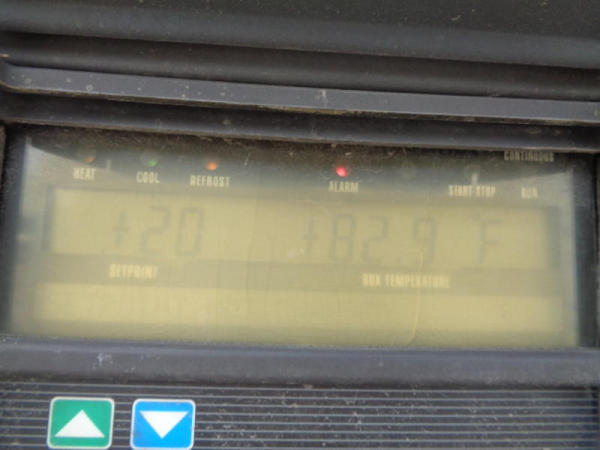 CONTINUOUS
HEAT COOL DEFROST ALARM START-STOP RUN
+20 +82.9 F
SETPOINT BOX TEMPERATURE